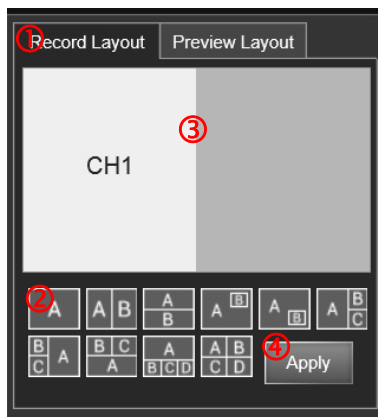 ① Record Layout Preview Layout
③
CH1
② A A B A B A B A B A B C
B C A B C A A B C D A B C D ④ Apply